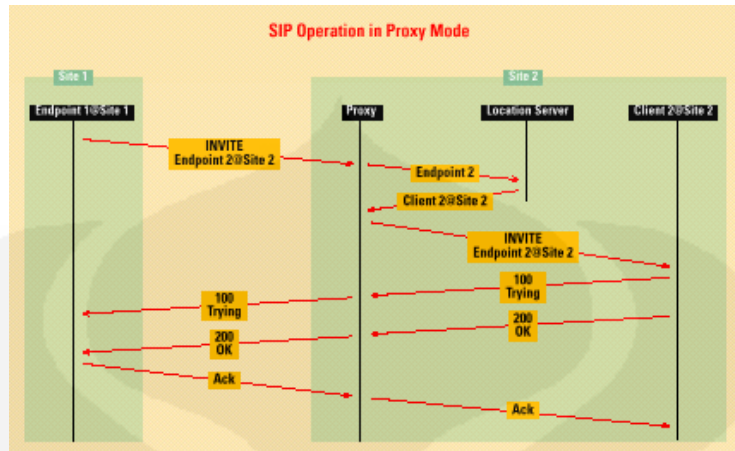 SIP Operation in Proxy Mode
Site 1
Site 2
Endpoint 1@Site 1
Proxy
Location Server
Client 2@Site 2
INVITE
Endpoint 2@Site 2
Endpoint 2
Client 2@Site 2
INVITE
Endpoint 2@Site 2
100
Trying
100
Trying
200
OK
200
OK
Ack
Ack